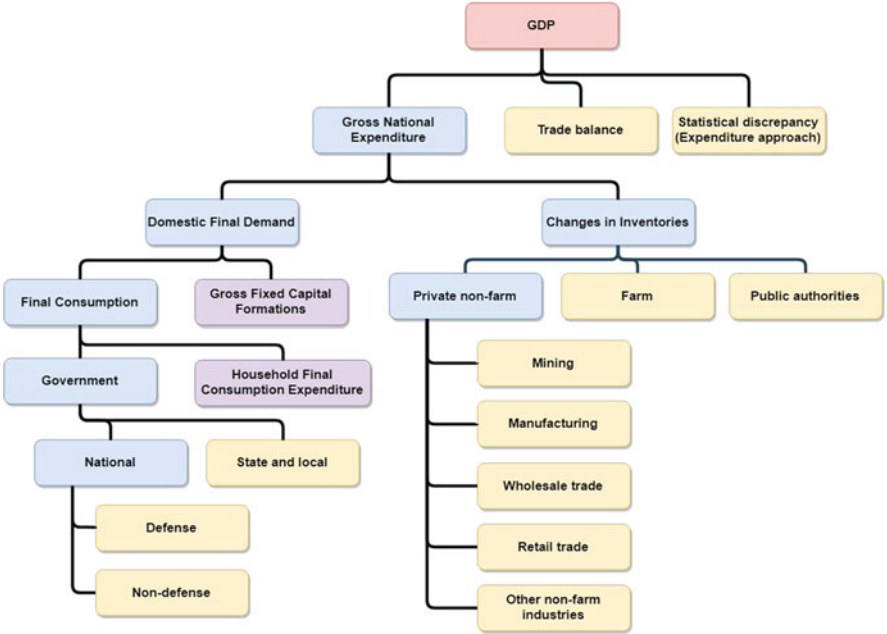 GDP
Gross National
Expenditure
Trade balance
Statistical discrepancy
(Expenditure approach)
Domestic Final Demand
Changes in Inventories
Final Consumption
Gross Fixed Capital
Formations
Private non-farm
Farm
Public authorities
Government
Household Final
Consumption Expenditure
National
State and local
Defense
Non-defense
Mining
Manufacturing
Wholesale trade
Retail trade
Other non-farm
industries